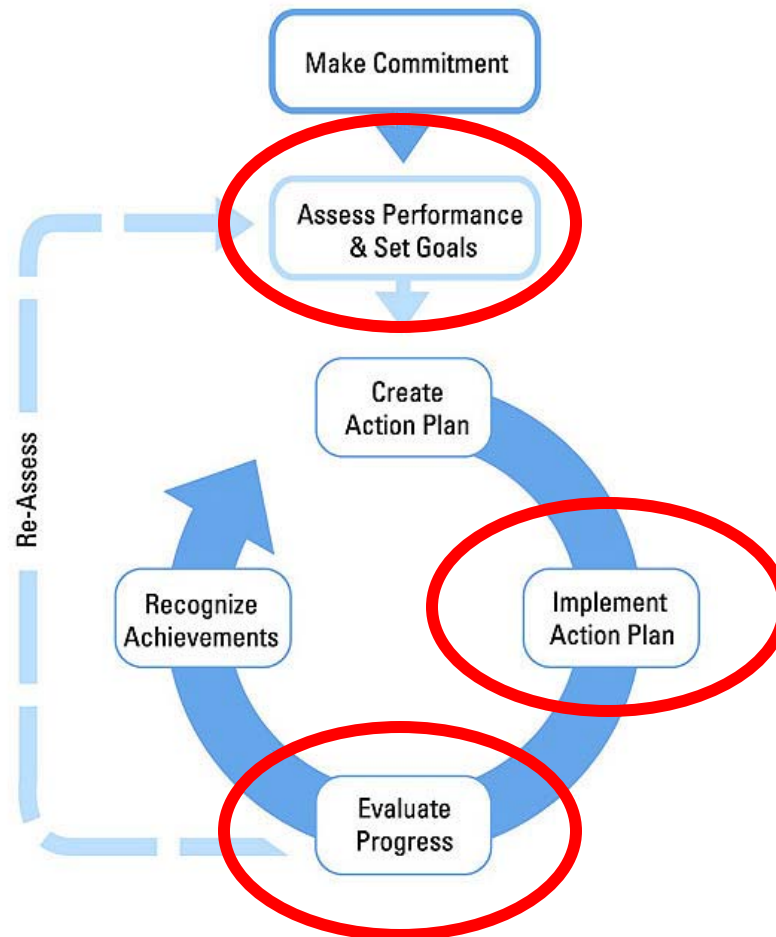 Make Commitment
Assess Performance
& Set Goals
Create
Action Plan
Re-Assess
Implement
Action Plan
Recognize
Achievements
Evaluate
Progress